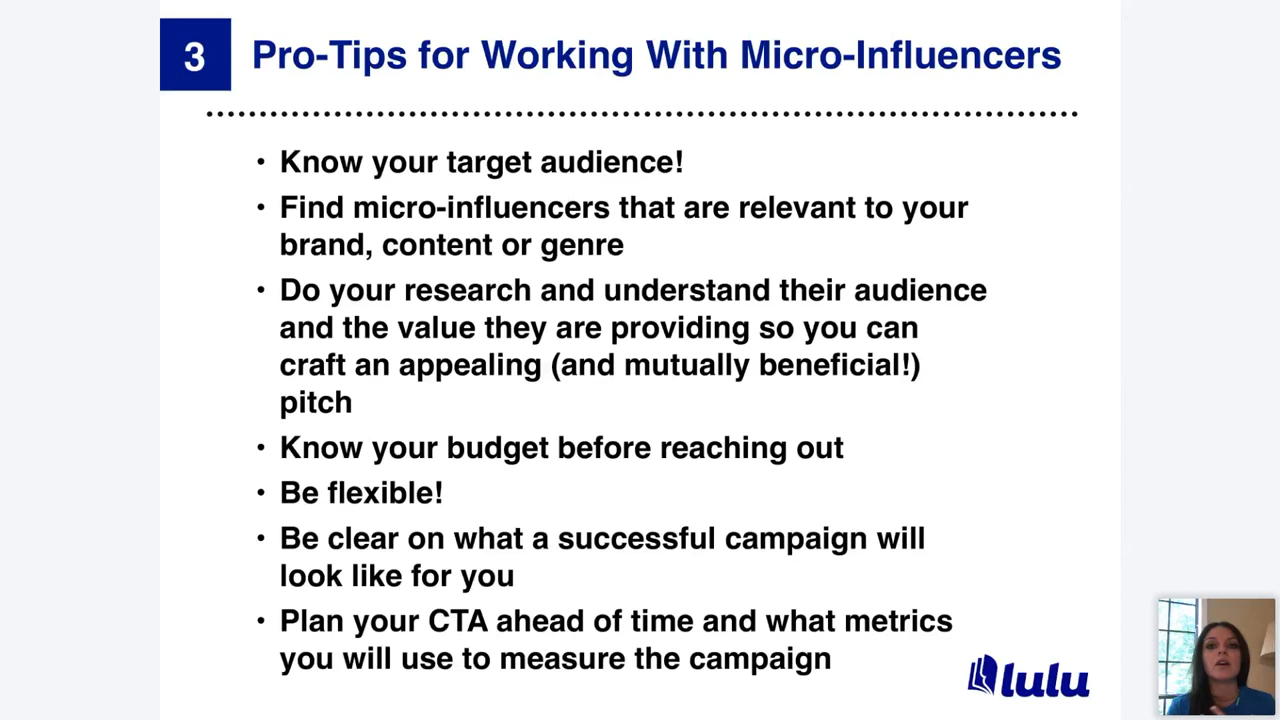 3 Pro-Tips for Working With Micro-Influencers
• Know your target audience!
• Find micro-influencers that are relevant to your
brand, content or genre
• Do your research and understand their audience
and the value they are providing so you can
craft an appealing (and mutually beneficial!)
pitch
• Know your budget before reaching out
• Be flexible!
• Be clear on what a successful campaign will
look like for you
• Plan your CTA ahead of time and what metrics
you will use to measure the campaign
lulu